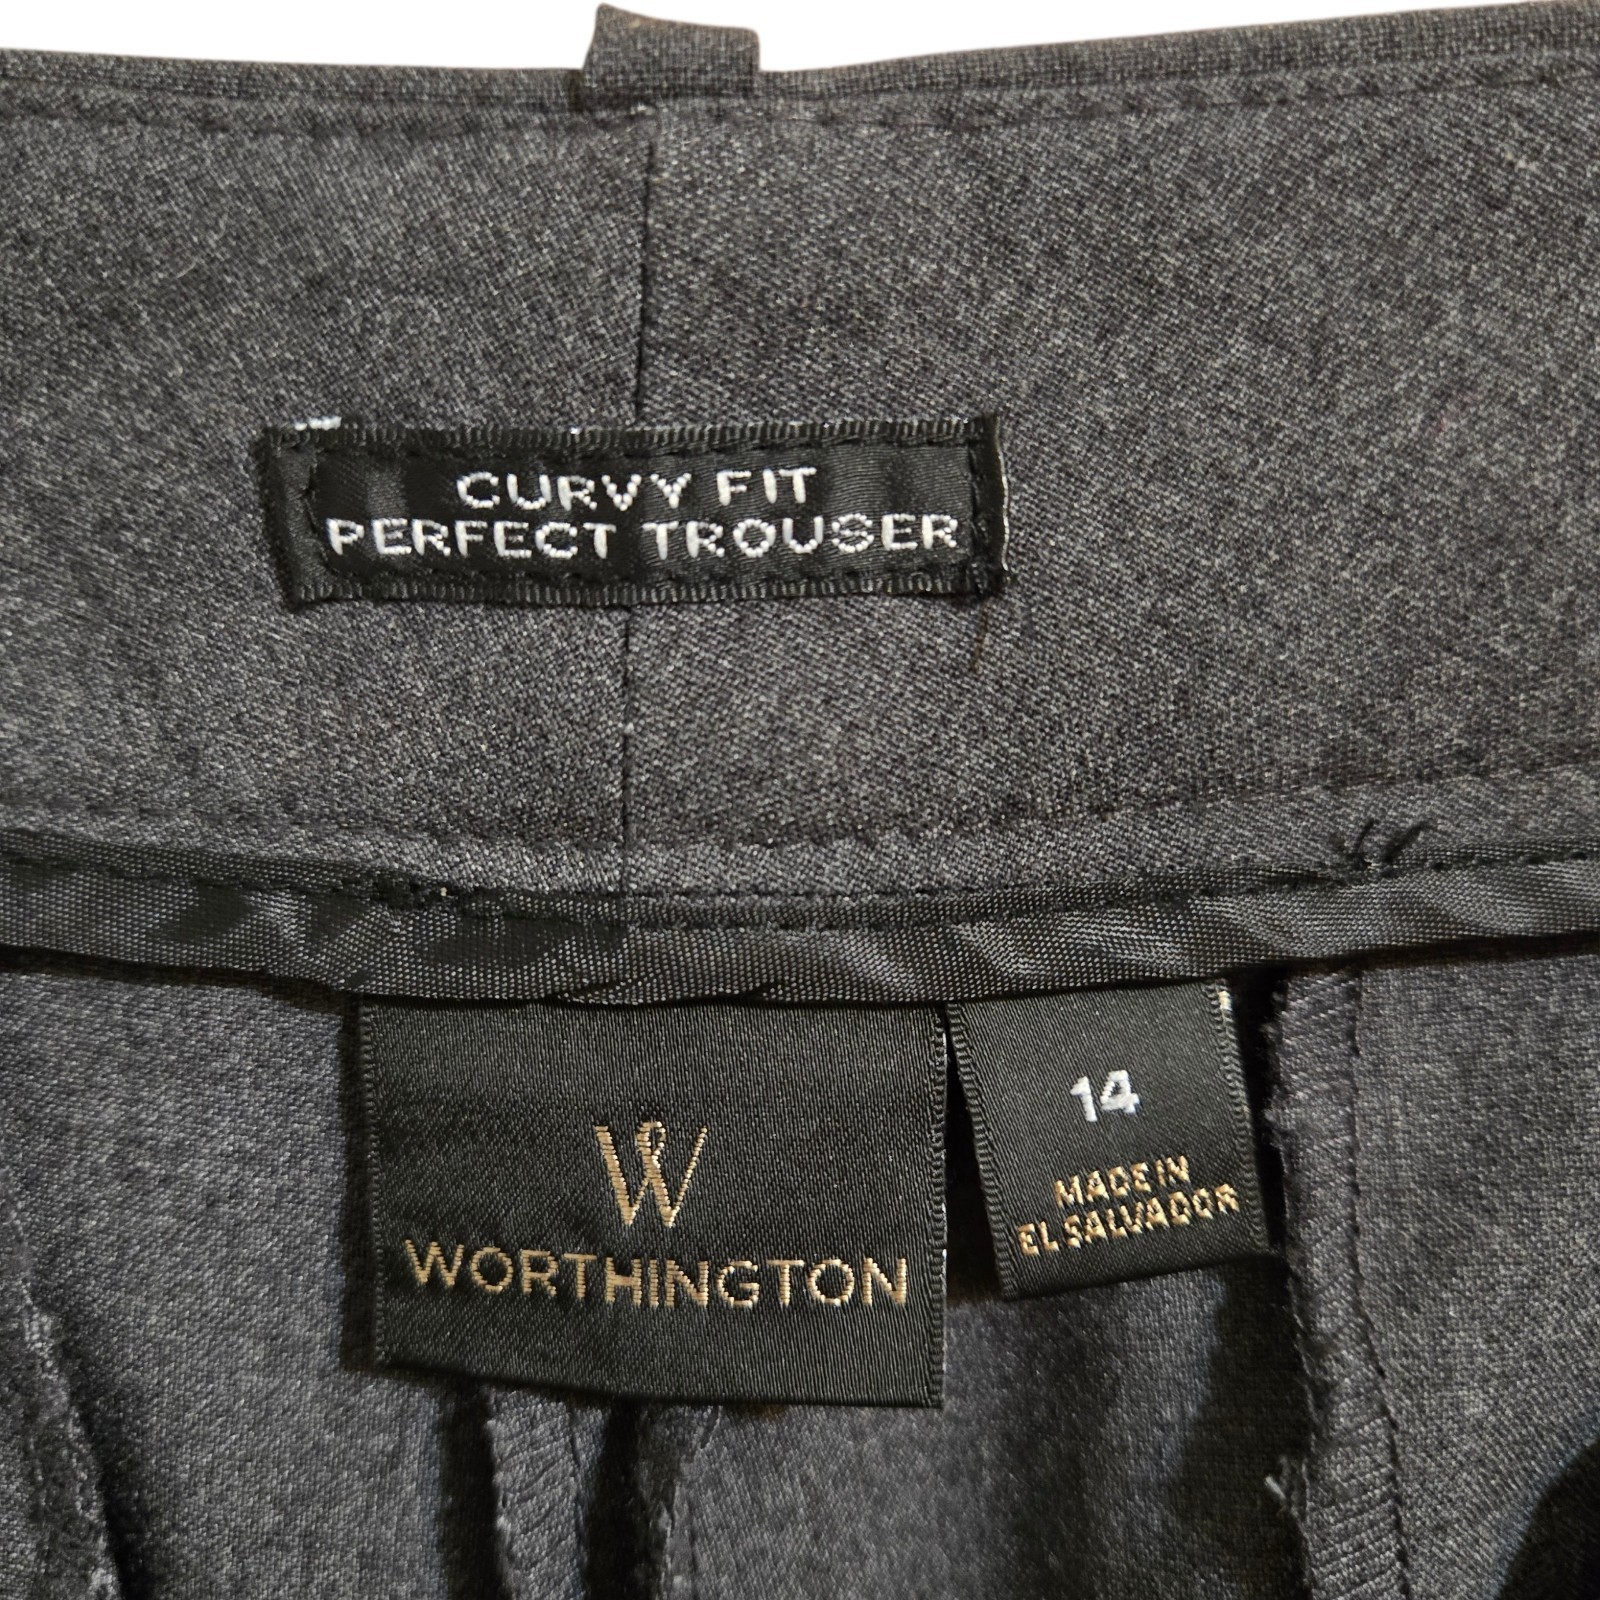 CURVY FIT
PERFECT TROUSER
W
WORTHINGTON
14
MADE IN
EL SALVADOR